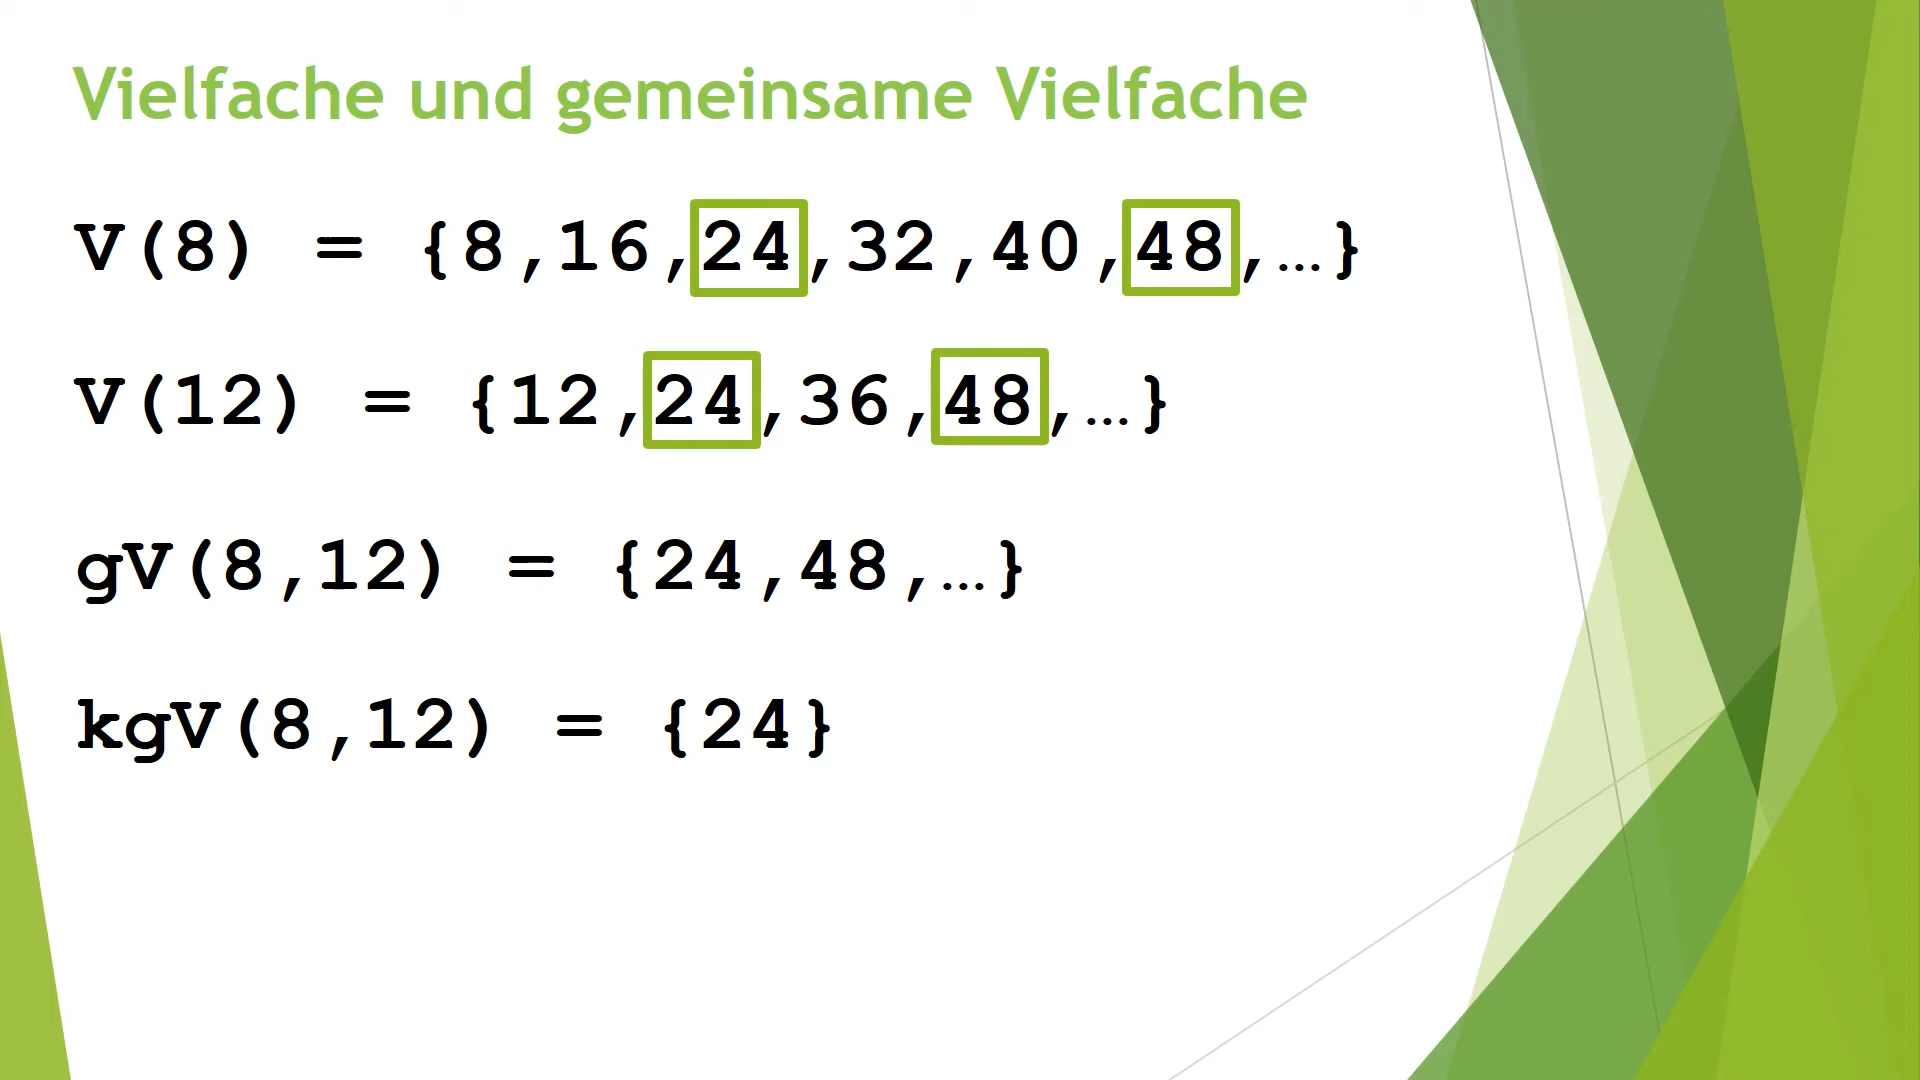 Vielfache und gemeinsame Vielfache
V(8) = {8,16,24,32,40,48,…}
V(12) = {12,24,36,48,…}
gV(8,12) = {24,48,…}
kgV(8,12) = {24}